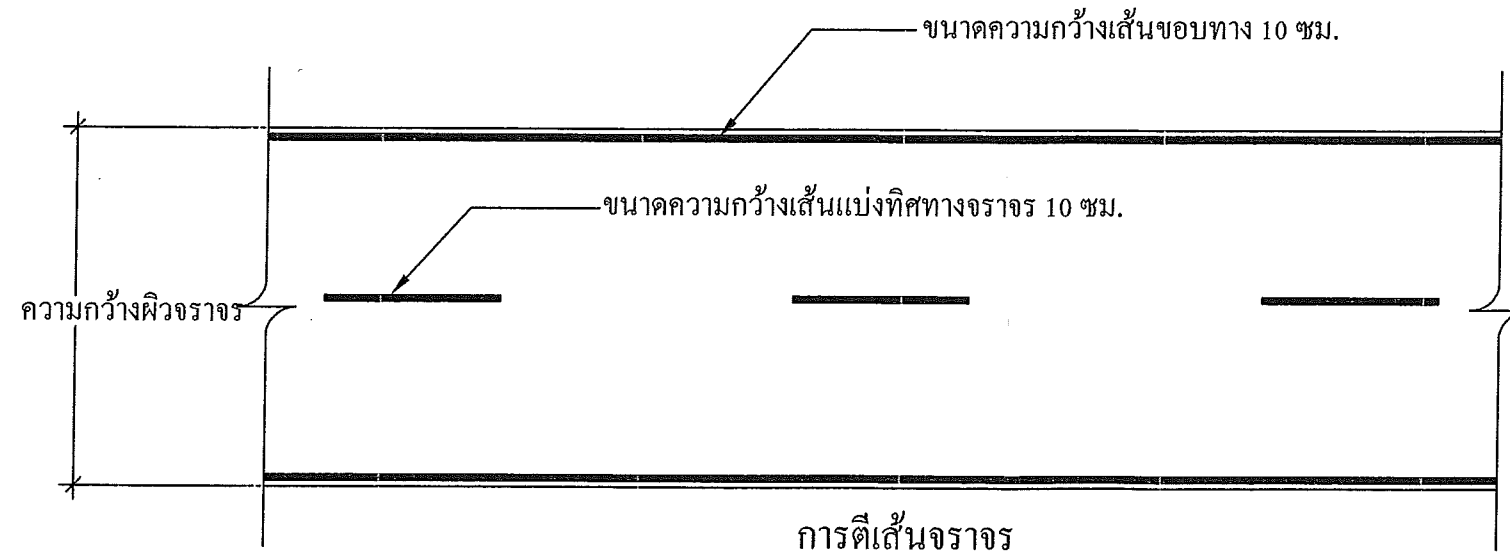 ขนาดความกว้างเส้นขอบทาง 10 ซม.
ขนาดความกว้างเส้นแบ่งทิศทางจราจร 10 ซม.
ความกว้างผิวจราจร
การตีเส้นจราจร